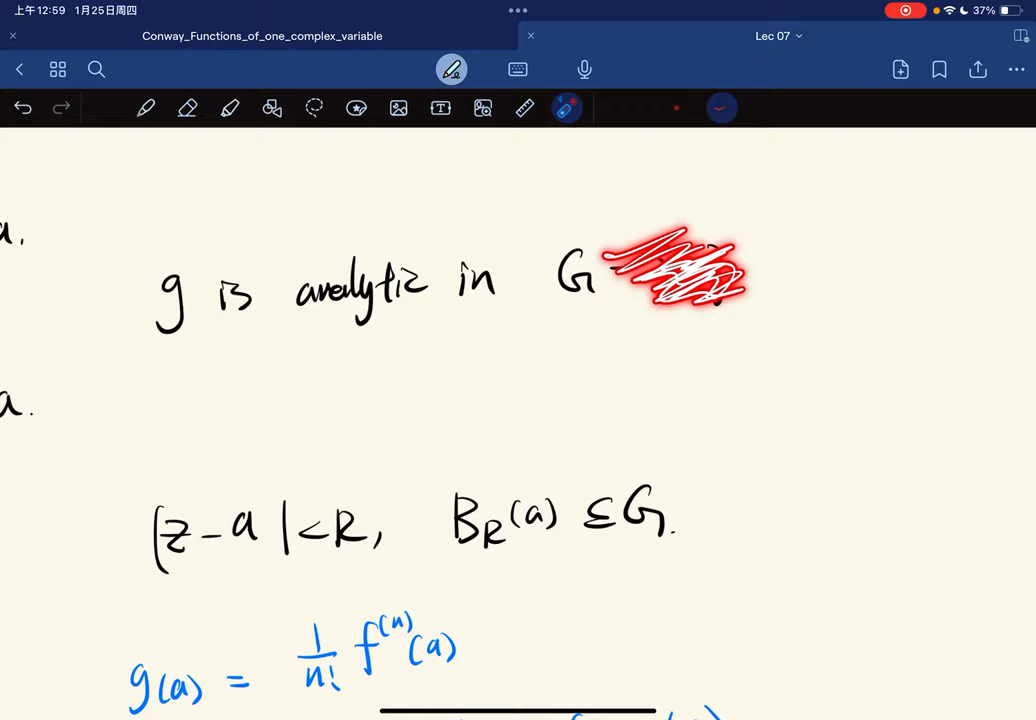 上午12:59 1月25日周四
37%
Conway_Functions_of_one_complex_variable
Lec 07
a.
g is analytic in G
a.
|z-a|<R, B_R(a) ⊆ G.
g(a) = 1/n! f^(n)(a)